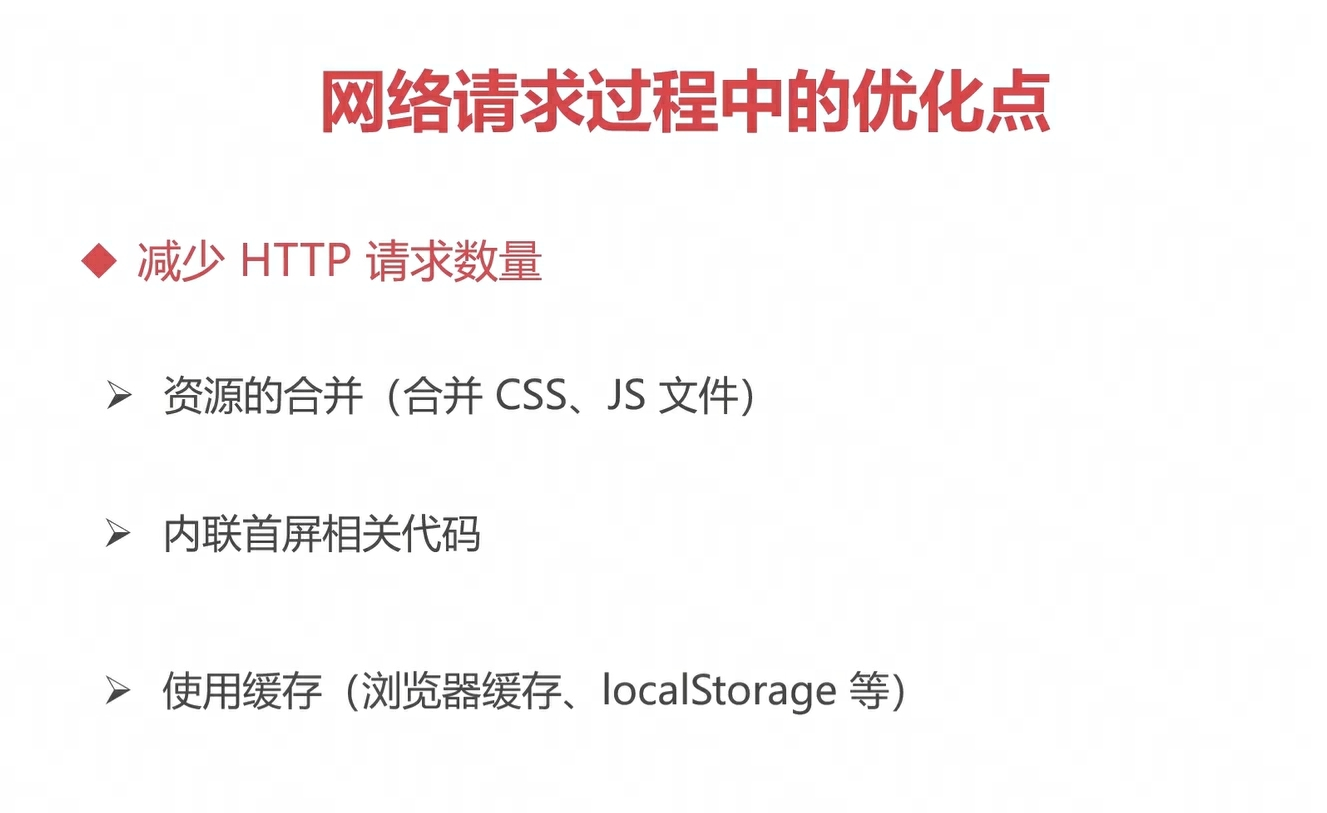 网络请求过程中的优化点
◆ 减少 HTTP 请求数量
➢ 资源的合并（合并 CSS、JS 文件）
➢ 内联首屏相关代码
➢ 使用缓存（浏览器缓存、localStorage 等）